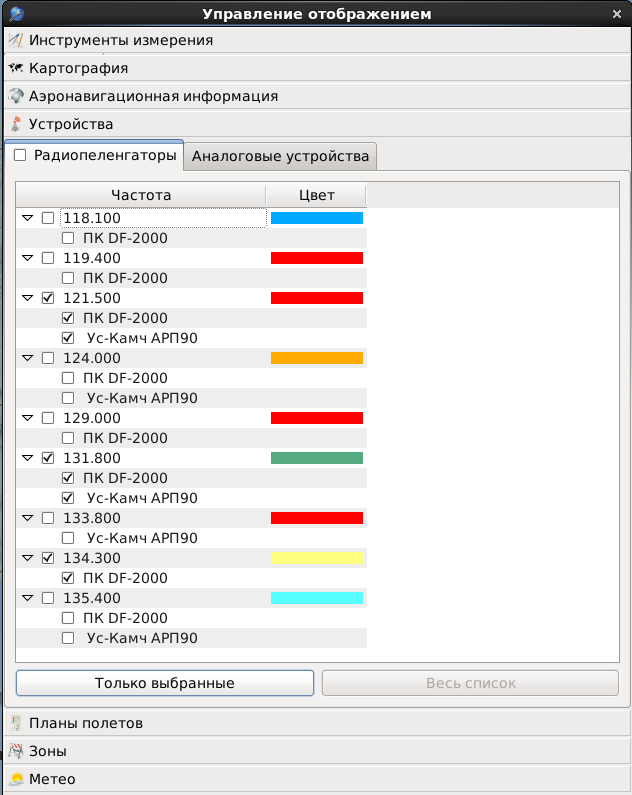 Управление отображением
Инструменты измерения
Картография
Аэронавигационная информация
Устройства
Радиопеленгаторы Аналоговые устройства
Частота Цвет
118.100
ПК DF-2000
119.400
ПК DF-2000
121.500
ПК DF-2000
Ус-Камч АРП90
124.000
ПК DF-2000
Ус-Камч АРП90
129.000
ПК DF-2000
131.800
ПК DF-2000
Ус-Камч АРП90
133.800
Ус-Камч АРП90
134.300
ПК DF-2000
135.400
ПК DF-2000
Ус-Камч АРП90
Только выбранные Весь список
Планы полетов
Зоны
Метео